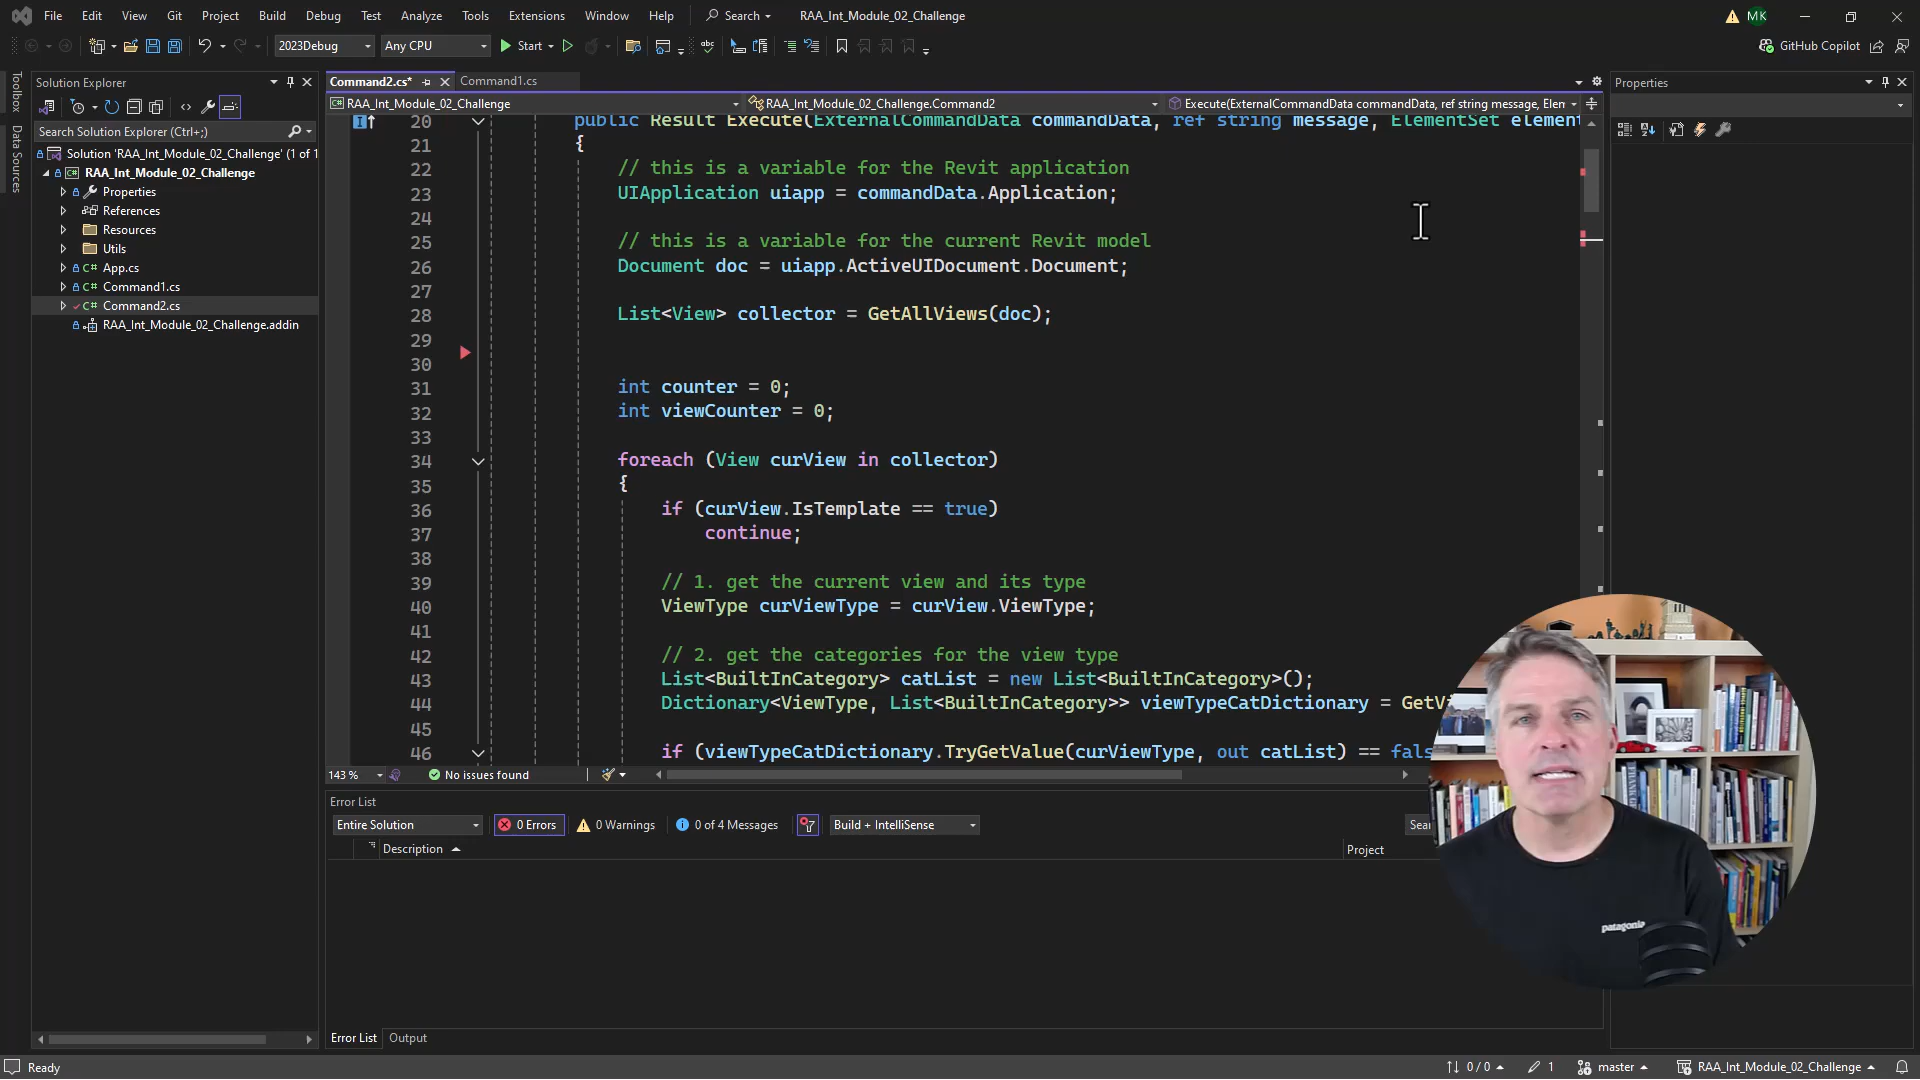 File Edit View Git Project Build Debug Test Analyze Tools Extensions Window Help Search RAA_Int_Module_02_Challenge MK
2023Debug Any CPU Start GitHub Copilot
Toolbox
Data Sources
Solution Explorer
Search Solution Explorer (Ctrl+;)
Solution 'RAA_Int_Module_02_Challenge' (1 of 1
RAA_Int_Module_02_Challenge
Properties
References
Resources
Utils
App.cs
Command1.cs
Command2.cs
RAA_Int_Module_02_Challenge.addin
Command2.cs* Command1.cs
RAA_Int_Module_02_Challenge RAA_Int_Module_02_Challenge.Command2 Execute(ExternalCommandData commandData, ref string message, Elem
20 public Result Execute(ExternalCommandData commandData, ref string message, ElementSet element
21 {
22 // this is a variable for the Revit application
23 UIApplication uiapp = commandData.Application;
24
25 // this is a variable for the current Revit model
26 Document doc = uiapp.ActiveUIDocument.Document;
27
28 List<View> collector = GetAllViews(doc);
29
30
31 int counter = 0;
32 int viewCounter = 0;
33
34 foreach (View curView in collector)
35 {
36 if (curView.IsTemplate == true)
37 continue;
38
39 // 1. get the current view and its type
40 ViewType curViewType = curView.ViewType;
41
42 // 2. get the categories for the view type
43 List<BuiltInCategory> catList = new List<BuiltInCategory>();
44 Dictionary<ViewType, List<BuiltInCategory>> viewTypeCatDictionary = GetVi
45
46 if (viewTypeCatDictionary.TryGetValue(curViewType, out catList) == fals
143 % No issues found
Error List
Entire Solution 0 Errors 0 Warnings 0 of 4 Messages Build + IntelliSense Sea
Description Project
Error List Output
Properties
patagonia
Ready 0 / 0 1 master RAA_Int_Module_02_Challenge